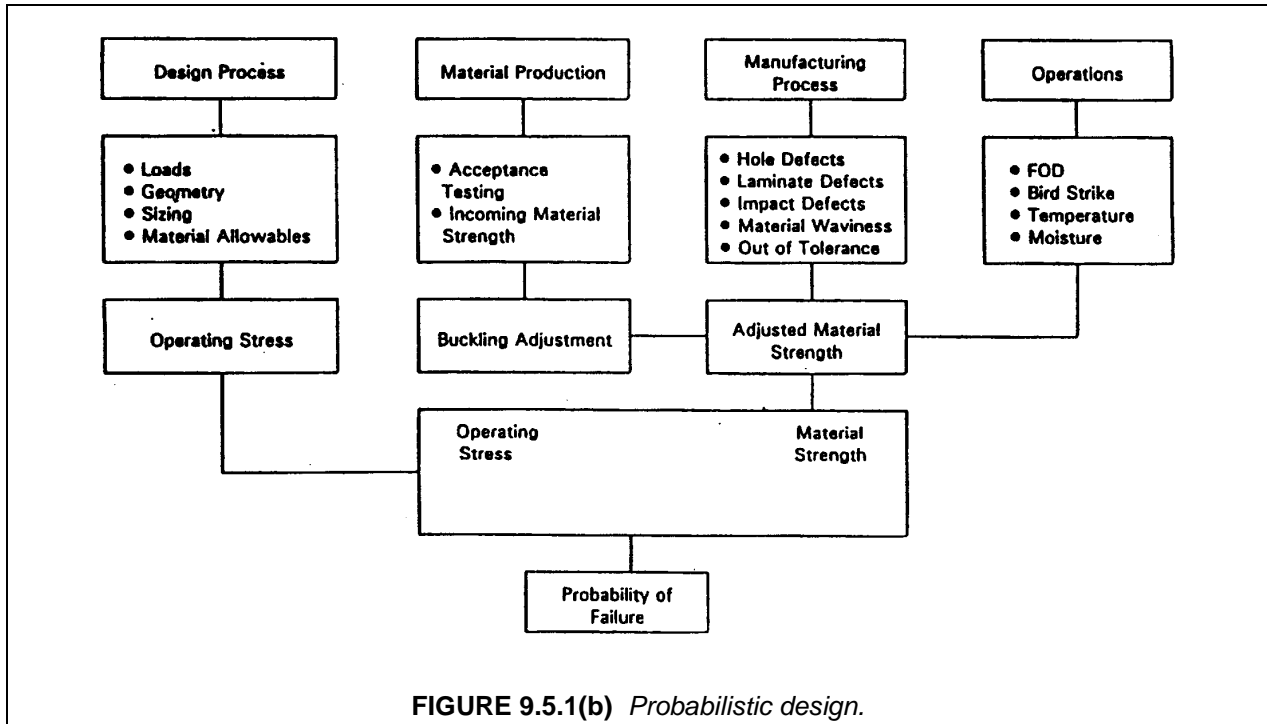 Design Process
Material Production
Manufacturing
Process
Operations
● Loads
● Geometry
● Sizing
● Material Allowables
● Acceptance
Testing
● Incoming Material
Strength
● Hole Defects
● Laminate Defects
● Impact Defects
● Material Waviness
● Out of Tolerance
● FOD
● Bird Strike
● Temperature
● Moisture
Operating Stress
Buckling Adjustment
Adjusted Material
Strength
Operating
Stress
Material
Strength
Probability of
Failure
FIGURE 9.5.1(b) Probabilistic design.